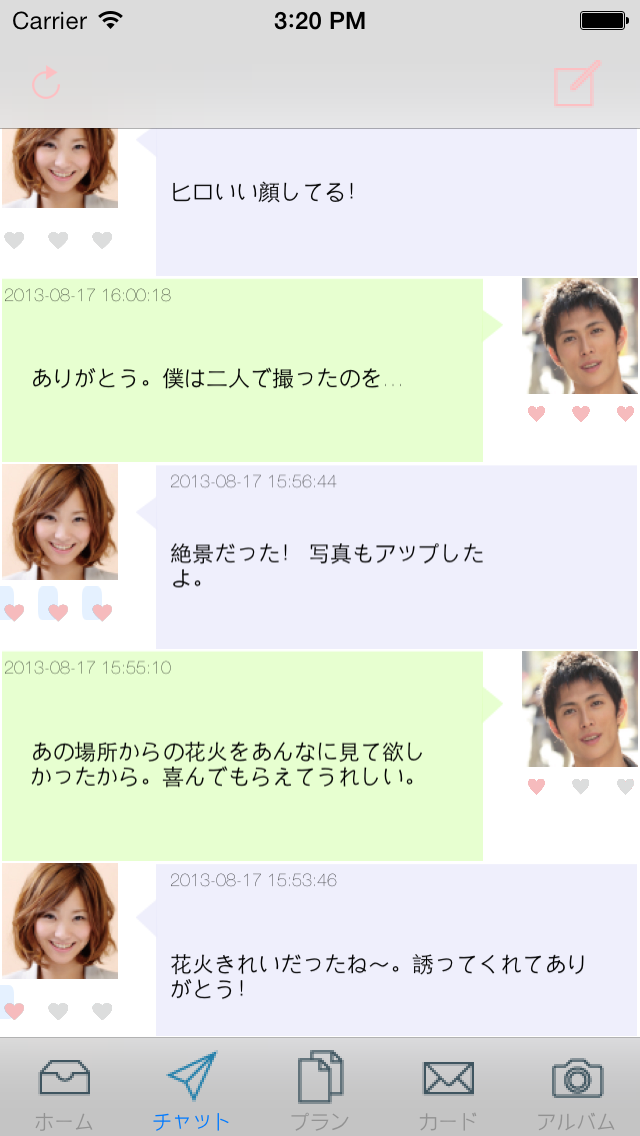 Carrier 3:20 PM
ヒロいい顔してる！
2013-08-17 16:00:18
ありがとう。僕は二人で撮ったのを…
2013-08-17 15:56:44
絶景だった！　写真もアップした
よ。
2013-08-17 15:55:10
あの場所からの花火をあんなに見て欲し
かったから。喜んでもらえてうれしい。
2013-08-17 15:53:46
花火きれいだったね〜。誘ってくれてあり
がとう！
ホーム チャット プラン カード アルバム